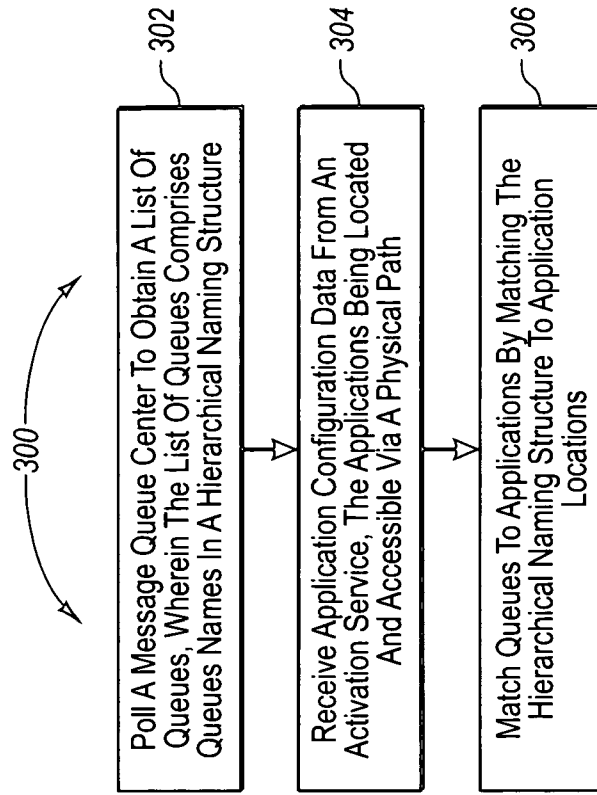 300
Poll A Message Queue Center To Obtain A List Of
Queues, Wherein The List Of Queues Comprises
Queues Names In A Hierarchical Naming Structure
302
Receive Application Configuration Data From An
Activation Service, The Applications Being Located
And Accessible Via A Physical Path
304
Match Queues To Applications By Matching The
Hierarchical Naming Structure To Application
Locations
306